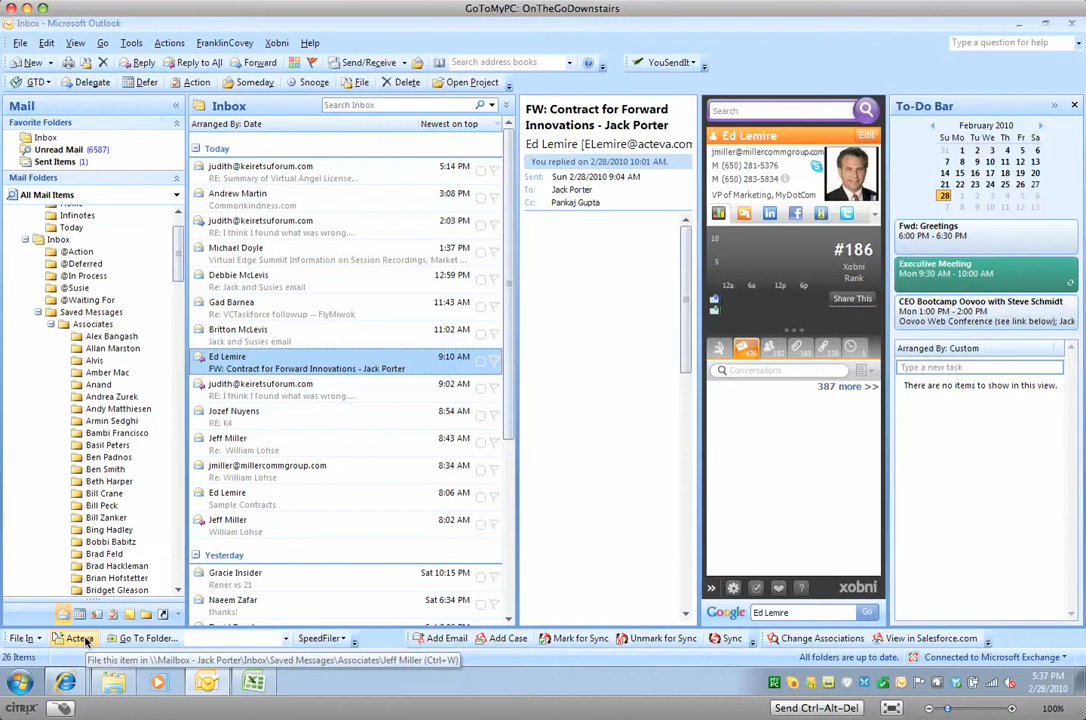 GoToMyPC: OnTheGoDownstairs
Inbox - Microsoft Outlook
File Edit View Go Tools Actions FranklinCovey Xobni Help
Type a question for help
New Reply Reply to All Forward Send/Receive Search address books YouSendIt
GTD Delegate Defer Action Someday Snooze File Delete Open Project
Mail
Favorite Folders
Inbox
Unread Mail (6587)
Sent Items (1)
Mail Folders
All Mail Items
Infinotes
Today
Inbox
@Action
@Deferred
@In Process
@Susie
@Waiting For
Saved Messages
Associates
Alex Bangash
Allan Marston
Alvis
Amber Mac
Anand
Andrea Zurek
Andy Matthiesen
Armin Sedghi
Bambi Francisco
Basil Peters
Ben Padnos
Ben Smith
Beth Harper
Bill Crane
Bill Peck
Bill Zanker
Bing Hadley
Bobbi Babitz
Brad Feld
Brad Hackleman
Brian Hofstetter
Bridget Gleason
Inbox
Search Inbox
Arranged By: Date Newest on top
Today
judith@keiretsuforum.com 5:14 PM
RE: Summary of Virtual Angel License...
Andrew Martin 3:08 PM
Commonkindness.com
judith@keiretsuforum.com 2:03 PM
RE: I think I found what was wrong....
Michael Doyle 1:37 PM
Virtual Edge Summit Information on Session Recordings, Market ...
Debbie McLevis 12:59 PM
Re: Jack and Susies email
Gad Barnea 11:43 AM
RE: VCTaskforce followup -- FlyMiwok
Britton McLevis 11:02 AM
Jack and Susies email
Ed Lemire 9:10 AM
FW: Contract for Forward Innovations - Jack Porter
judith@keiretsuforum.com 9:02 AM
RE: I think I found what was wrong....
Jozef Nuyens 8:54 AM
RE: K4
Jeff Miller 8:43 AM
Re: William Lohse
jmiller@millercommgroup.com 8:34 AM
Re: William Lohse
Ed Lemire 8:06 AM
Sample Contracts
Jeff Miller 8:02 AM
William Lohse
Yesterday
Gracie Insider Sat 10:15 PM
Rener vs 21
Naeem Zafar Sat 6:34 PM
thanks!
FW: Contract for Forward
Innovations - Jack Porter
Ed Lemire [ELemire@acteva.com
You replied on 2/28/2010 10:01 AM.
Sent: Sun 2/28/2010 9:04 AM
To: Jack Porter
Cc: Pankaj Gupta
Search
Ed Lemire Edit
jmiller@millercommgroup.com
M (650) 281-5376
M (650) 283-5834
VP of Marketing, MyDotCom
10
5
12a 6a 12p 6p
#186
Xobni
Rank
Share This
436 192 165 135 1
Conversations
387 more >>
xobni
Google Ed Lemire Go
To-Do Bar
February 2010
Su Mo Tu We Th Fr Sa
31 1 2 3 4 5 6
7 8 9 10 11 12 13
14 15 16 17 18 19 20
21 22 23 24 25 26 27
28 1 2 3 4 5 6
Fwd: Greetings
6:00 PM - 6:30 PM
Executive Meeting
Mon 9:30 AM - 10:00 AM
CEO Bootcamp Oovoo with Steve Schmidt
Mon 1:00 PM - 2:00 PM
Oovoo Web Conference (see link below); Jack
Arranged By: Custom
Type a new task
There are no items to show in this view.
File In Acteva Go To Folder... SpeedFiler Add Email Add Case Mark for Sync Unmark for Sync Sync Change Associations View in Salesforce.com
26 Items
File this item in \\Mailbox - Jack Porter\Inbox\Saved Messages\Associates\Jeff Miller (Ctrl+W)
All folders are up to date. Connected to Microsoft Exchange
5:37 PM
2/28/2010
CITRIX Send Ctrl-Alt-Del 100%